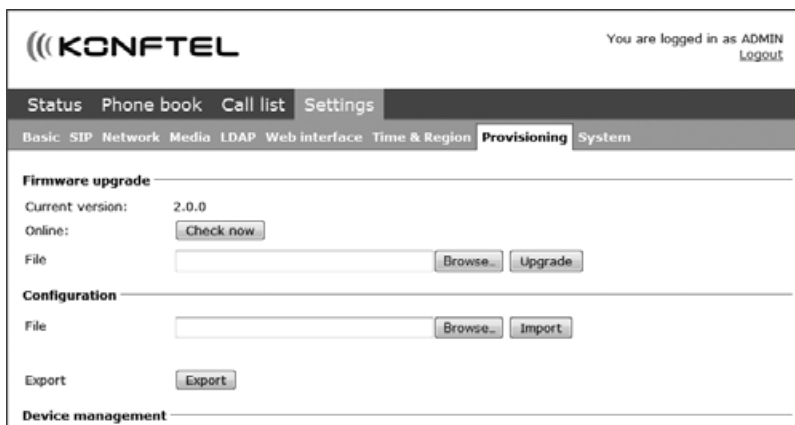 KONFTEL
You are logged in as ADMIN
Logout
Status Phone book Call list Settings
Basic SIP Network Media LDAP Web interface Time & Region Provisioning System
Firmware upgrade
Current version: 2.0.0
Online: Check now
File Browse... Upgrade
Configuration
File Browse... Import
Export Export
Device management